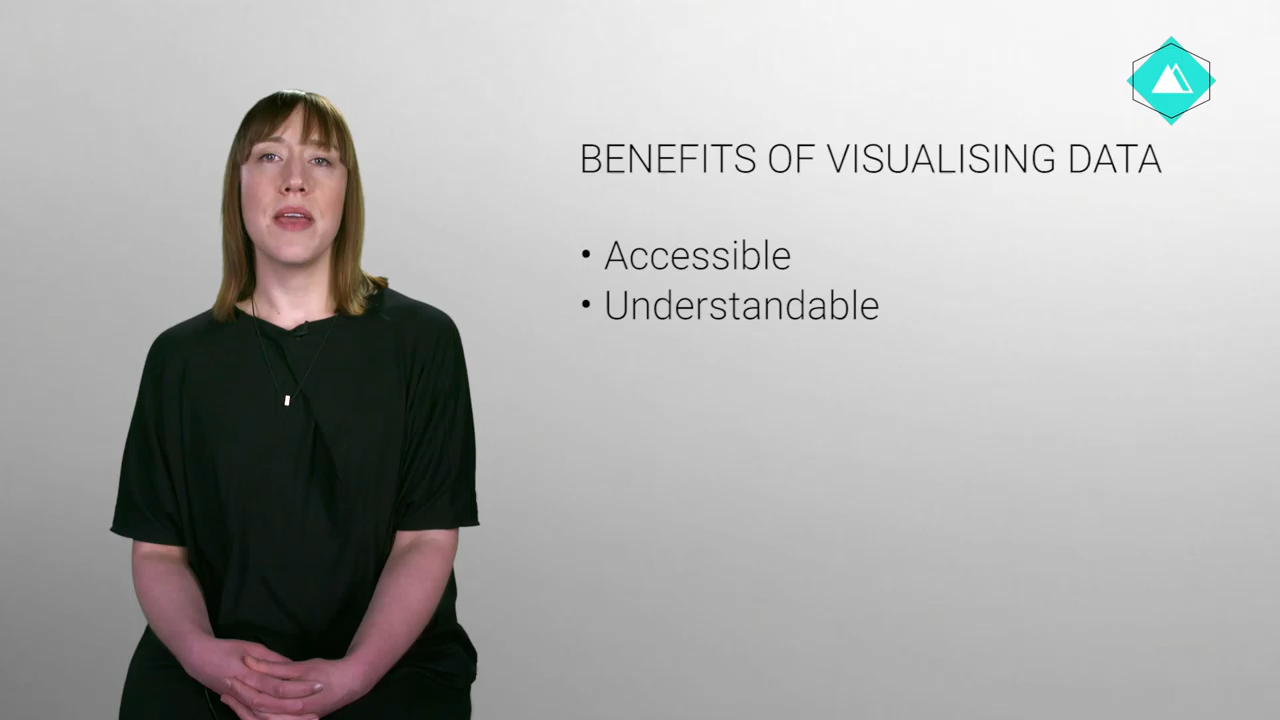 BENEFITS OF VISUALISING DATA
• Accessible
• Understandable